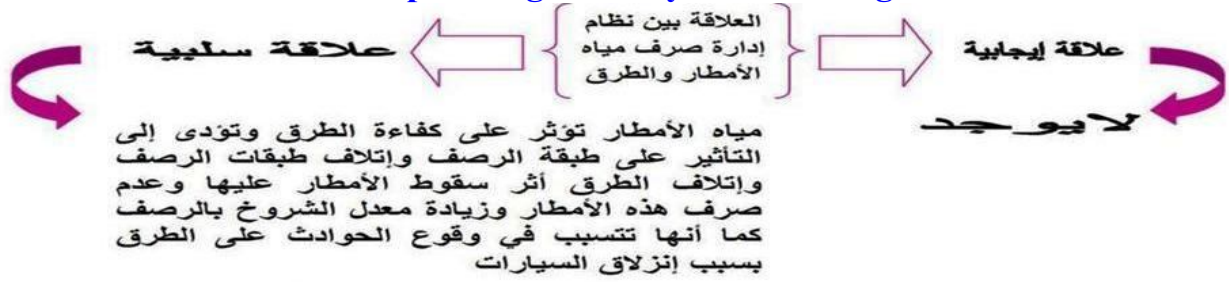 العلاقة بين نظام
إدارة صرف مياه
الأمطار والطرق
علاقة إيجابية
لايوجد
علاقة سلبية
مياه الأمطار تؤثر على كفاءة الطرق وتؤدى إلى
التأثير على طبقة الرصف وإتلاف طبقات الرصف
وإتلاف الطرق أثر سقوط الأمطار عليها وعدم
صرف هذه الأمطار وزيادة معدل الشروخ بالرصف
كما أنها تتسبب في وقوع الحوادث على الطرق
بسبب إنزلاق السيارات